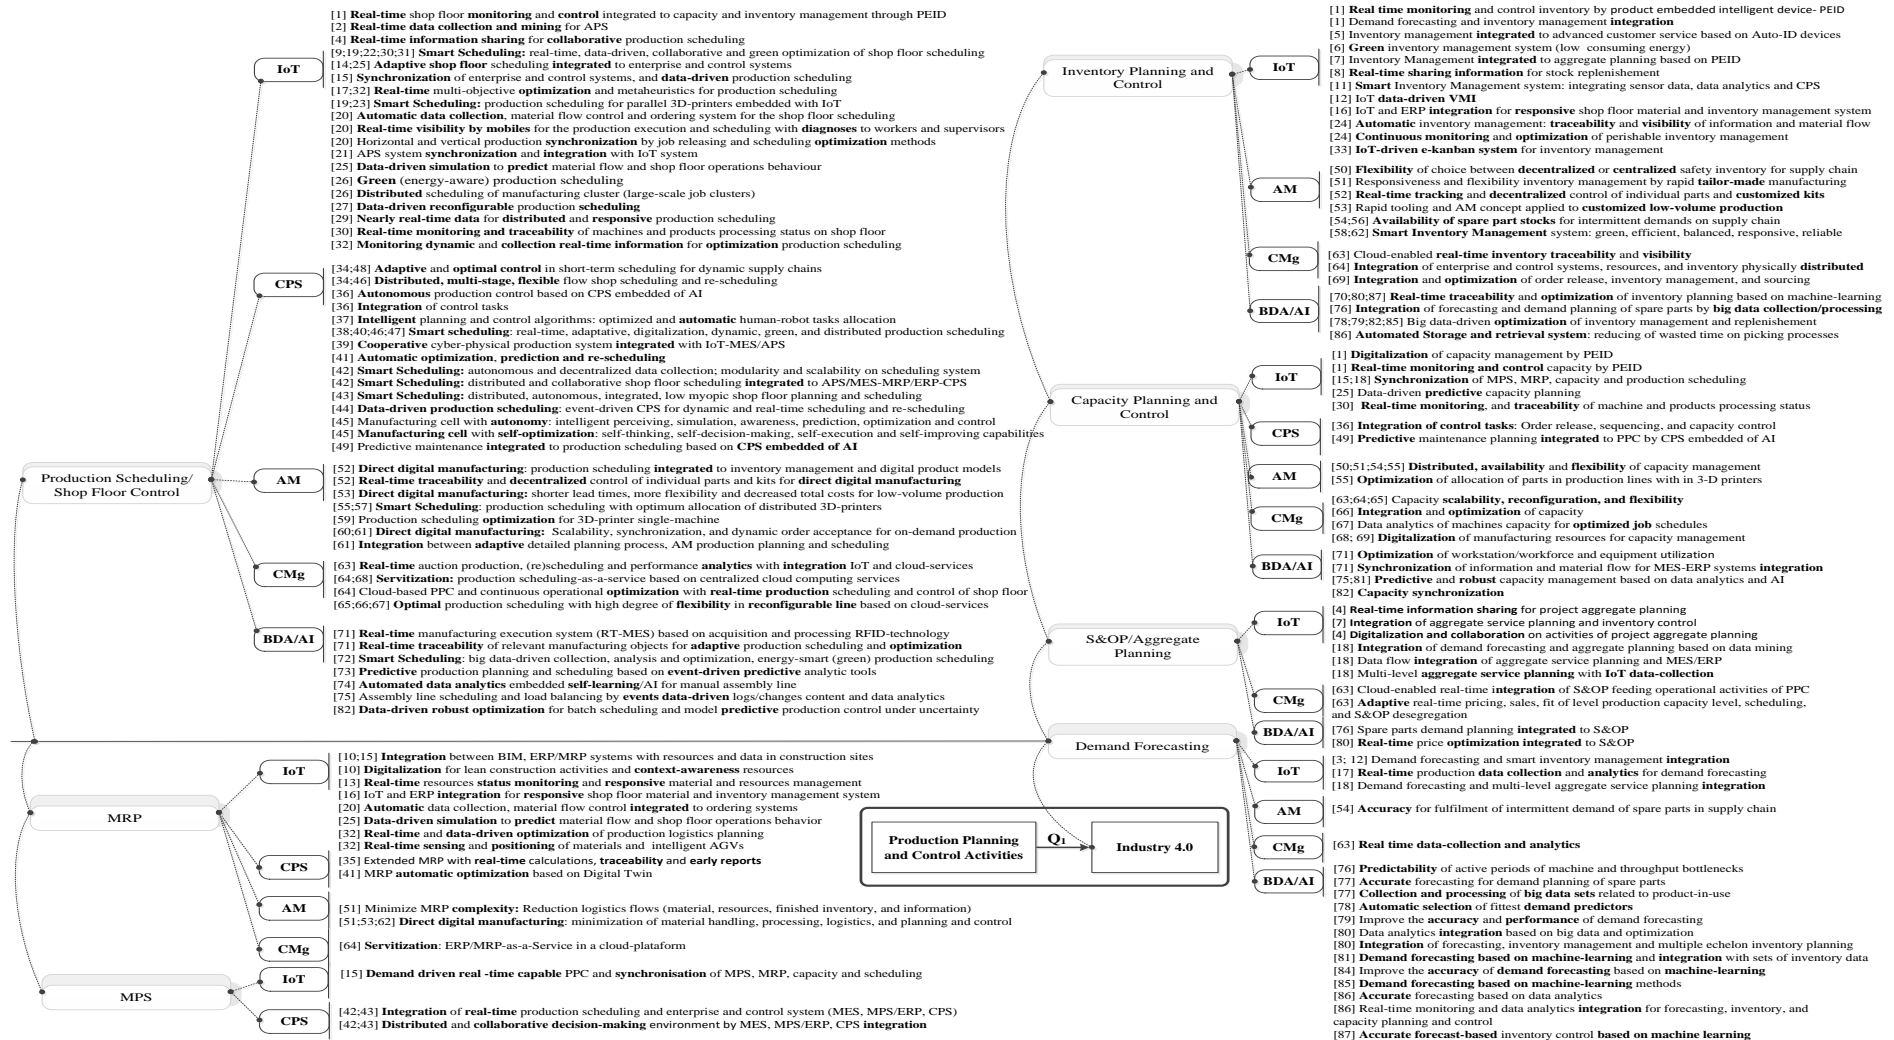 Production Scheduling/
Shop Floor Control
IoT
[1] Real-time shop floor monitoring and control integrated to capacity and inventory management through PEID
[2] Real-time data collection and mining for APS
[4] Real-time information sharing for collaborative production scheduling
[9;19;22;30;31] Smart Scheduling: real-time, data-driven, collaborative and green optimization of shop floor scheduling
[14;25] Adaptive shop floor scheduling integrated to enterprise and control systems
[15] Synchronization of enterprise and control systems, and data-driven production scheduling
[17;32] Real-time multi-objective optimization and metaheuristics for production scheduling
[19;23] Smart Scheduling: production scheduling for parallel 3D-printers embedded with IoT
[20] Automatic data collection, material flow control and ordering system for the shop floor scheduling
[20] Real-time visibility by mobiles for the production execution and scheduling with diagnoses to workers and supervisors
[20] Horizontal and vertical production synchronization by job releasing and scheduling optimization methods
[21] APS system synchronization and integration with IoT system
[25] Data-driven simulation to predict material flow and shop floor operations behaviour
[26] Green (energy-aware) production scheduling
[26] Distributed scheduling of manufacturing cluster (large-scale job clusters)
[27] Data-driven reconfigurable production scheduling
[29] Nearly real-time data for distributed and responsive production scheduling
[30] Real-time monitoring and traceability of machines and products processing status on shop floor
[32] Monitoring dynamic and collection real-time information for optimization production scheduling
CPS
[34;48] Adaptive and optimal control in short-term scheduling for dynamic supply chains
[34;46] Distributed, multi-stage, flexible flow shop scheduling and re-scheduling
[36] Autonomous production control based on CPS embedded of AI
[36] Integration of control tasks
[37] Intelligent planning and control algorithms: optimized and automatic human-robot tasks allocation
[38;40;46;47] Smart scheduling: real-time, adaptive, digitalization, dynamic, green, and distributed production scheduling
[39] Cooperative cyber-physical production system integrated with IoT-MES/APS
[41] Automatic optimization, prediction and re-scheduling
[42] Smart Scheduling: autonomous and decentralized data collection; modularity and scalability on scheduling system
[42] Smart Scheduling: distributed and collaborative shop floor scheduling integrated to APS/MES-MRP/ERP-CPS
[43] Smart Scheduling: distributed, autonomous, integrated, low myopic shop floor planning and scheduling
[44] Data-driven production scheduling: event-driven CPS for dynamic and real-time scheduling and re-scheduling
[45] Manufacturing cell with autonomy: intelligent perceiving, simulation, awareness, prediction, optimization and control
[45] Manufacturing cell with self-optimization: self-thinking, self-decision-making, self-execution and self-improving capabilities
[49] Predictive maintenance integrated to production scheduling based on CPS embedded of AI
AM
[52] Direct digital manufacturing: production scheduling integrated to inventory management and digital product models
[52] Real-time traceability and decentralized control of individual parts and kits for direct digital manufacturing
[53] Direct digital manufacturing: shorter lead times, more flexibility and decreased total costs for low-volume production
[55;57] Smart Scheduling: production scheduling with optimum allocation of distributed 3D-printers
[59] Production scheduling optimization for 3D-printer single-machine
[60;61] Direct digital manufacturing: Scalability, synchronization, and dynamic order acceptance for on-demand production
[61] Integration between adaptive detailed planning process, AM production planning and scheduling
CMg
[63] Real-time auction production, (re)scheduling and performance analytics with integration IoT and cloud-services
[64;68] Servitization: production scheduling-as-a-service based on centralized cloud computing services
[64] Cloud-based PPC and continuous operational optimization with real-time production scheduling and control of shop floor
[65;66;67] Optimal production scheduling with high degree of flexibility in reconfigurable line based on cloud-services
BDA/AI
[71] Real-time manufacturing execution system (RT-MES) based on acquisition and processing RFID-technology
[71] Real-time traceability of relevant manufacturing objects for adaptive production scheduling and optimization
[72] Smart Scheduling: big data-driven collection, analysis and optimization, energy-smart (green) production scheduling
[73] Predictive production planning and scheduling based on event-driven predictive analytic tools
[74] Automated data analytics embedded self-learning/AI for manual assembly line
[75] Assembly line scheduling and load balancing by events data-driven logs/changes content and data analytics
[82] Data-driven robust optimization for batch scheduling and model predictive production control under uncertainty
MRP
IoT
[10;15] Integration between BIM, ERP/MRP systems with resources and data in construction sites
[10] Digitalization for lean construction activities and context-awareness resources
[13] Real-time resources status monitoring and responsive material and resources management
[16] IoT and ERP integration for responsive shop floor material and inventory management system
[20] Automatic data collection, material flow control integrated to ordering systems
[25] Data-driven simulation to predict material flow and shop floor operations behavior
[32] Real-time and data-driven optimization of production logistics planning
[32] Real-time sensing and positioning of materials and intelligent AGVs
CPS
[35] Extended MRP with real-time calculations, traceability and early reports
[41] MRP automatic optimization based on Digital Twin
AM
[51] Minimize MRP complexity: Reduction logistics flows (material, resources, finished inventory, and information)
[51;53;62] Direct digital manufacturing: minimization of material handling, processing, logistics, and planning and control
CMg
[64] Servitization: ERP/MRP-as-a-Service in a cloud-plataform
MPS
IoT
[15] Demand driven real -time capable PPC and synchronisation of MPS, MRP, capacity and scheduling
CPS
[42;43] Integration of real-time production scheduling and enterprise and control system (MES, MPS/ERP, CPS)
[42;43] Distributed and collaborative decision-making environment by MES, MPS/ERP, CPS integration
Inventory Planning and
Control
IoT
[1] Real time monitoring and control inventory by product embedded intelligent device- PEID
[1] Demand forecasting and inventory management integration
[5] Inventory management integrated to advanced customer service based on Auto-ID devices
[6] Green inventory management system (low consuming energy)
[7] Inventory Management integrated to aggregate planning based on PEID
[8] Real-time sharing information for stock replenishement
[11] Smart Inventory Management system: integrating sensor data, data analytics and CPS
[12] IoT data-driven VMI
[16] IoT and ERP integration for responsive shop floor material and inventory management system
[24] Automatic inventory management: traceability and visibility of information and material flow
[24] Continuous monitoring and optimization of perishable inventory management
[33] IoT-driven e-kanban system for inventory management
AM
[50] Flexibility of choice between decentralized or centralized safety inventory for supply chain
[51] Responsiveness and flexibility inventory management by rapid tailor-made manufacturing
[52] Real-time tracking and decentralized control of individual parts and customized kits
[53] Rapid tooling and AM concept applied to customized low-volume production
[54;56] Availability of spare part stocks for intermittent demands on supply chain
[58;62] Smart Inventory Management system: green, efficient, balanced, responsive, reliable
CMg
[63] Cloud-enabled real-time inventory traceability and visibility
[64] Integration of enterprise and control systems, resources, and inventory physically distributed
[69] Integration and optimization of order release, inventory management, and sourcing
BDA/AI
[70;80;87] Real-time traceability and optimization of inventory planning based on machine-learning
[76] Integration of forecasting and demand planning of spare parts by big data collection/processing
[78;79;82;85] Big data-driven optimization of inventory management and replenishment
[86] Automated Storage and retrieval system: reducing of wasted time on picking processes
Capacity Planning and
Control
IoT
[1] Digitalization of capacity management by PEID
[1] Real-time monitoring and control capacity by PEID
[15;18] Synchronization of MPS, MRP, capacity and production scheduling
[25] Data-driven predictive capacity planning
[30] Real-time monitoring, and traceability of machine and products processing status
CPS
[36] Integration of control tasks: Order release, sequencing, and capacity control
[49] Predictive maintenance planning integrated to PPC by CPS embedded of AI
AM
[50;51;54;55] Distributed, availability and flexibility of capacity management
[55] Optimization of allocation of parts in production lines with in 3-D printers
CMg
[63;64;65] Capacity scalability, reconfiguration, and flexibility
[66] Integration and optimization of capacity
[67] Data analytics of machines capacity for optimized job schedules
[68; 69] Digitalization of manufacturing resources for capacity management
BDA/AI
[71] Optimization of workstation/workforce and equipment utilization
[71] Synchronization of information and material flow for MES-ERP systems integration
[75;81] Predictive and robust capacity management based on data analytics and AI
[82] Capacity synchronization
S&OP/Aggregate
Planning
IoT
[4] Real-time information sharing for project aggregate planning
[7] Integration of aggregate service planning and inventory control
[4] Digitalization and collaboration on activities of project aggregate planning
[18] Integration of demand forecasting and aggregate planning based on data mining
[18] Data flow integration of aggregate service planning and MES/ERP
[18] Multi-level aggregate service planning with IoT data-collection
CMg
[63] Cloud-enabled real-time integration of S&OP feeding operational activities of PPC
[63] Adaptive real-time pricing, sales, fit of level production capacity level, scheduling,
and S&OP desegregation
BDA/AI
[76] Spare parts demand planning integrated to S&OP
[80] Real-time price optimization integrated to S&OP
Demand Forecasting
IoT
[3; 12] Demand forecasting and smart inventory management integration
[17] Real-time production data collection and analytics for demand forecasting
[18] Demand forecasting and multi-level aggregate service planning integration
AM
[54] Accuracy for fulfilment of intermittent demand of spare parts in supply chain
CMg
[63] Real time data-collection and analytics
BDA/AI
[76] Predictability of active periods of machine and throughput bottlenecks
[77] Accurate forecasting for demand planning of spare parts
[77] Collection and processing of big data sets related to product-in-use
[78] Automatic selection of fittest demand predictors
[79] Improve the accuracy and performance of demand forecasting
[80] Data analytics integration based on big data and optimization
[80] Integration of forecasting, inventory management and multiple echelon inventory planning
[81] Demand forecasting based on machine-learning and integration with sets of inventory data
[84] Improve the accuracy of demand forecasting based on machine-learning
[85] Demand forecasting based on machine-learning methods
[86] Accurate forecasting based on data analytics
[86] Real-time monitoring and data analytics integration for forecasting, inventory, and
capacity planning and control
[87] Accurate forecast-based inventory control based on machine learning
Production Planning
and Control Activities
Q1
Industry 4.0